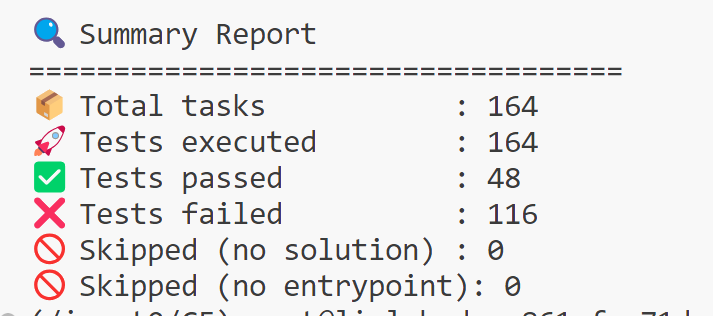 🔍 Summary Report
===================================
📦 Total tasks : 164
🚀 Tests executed : 164
✅ Tests passed : 48
❌ Tests failed : 116
🚫 Skipped (no solution) : 0
🚫 Skipped (no entrypoint): 0